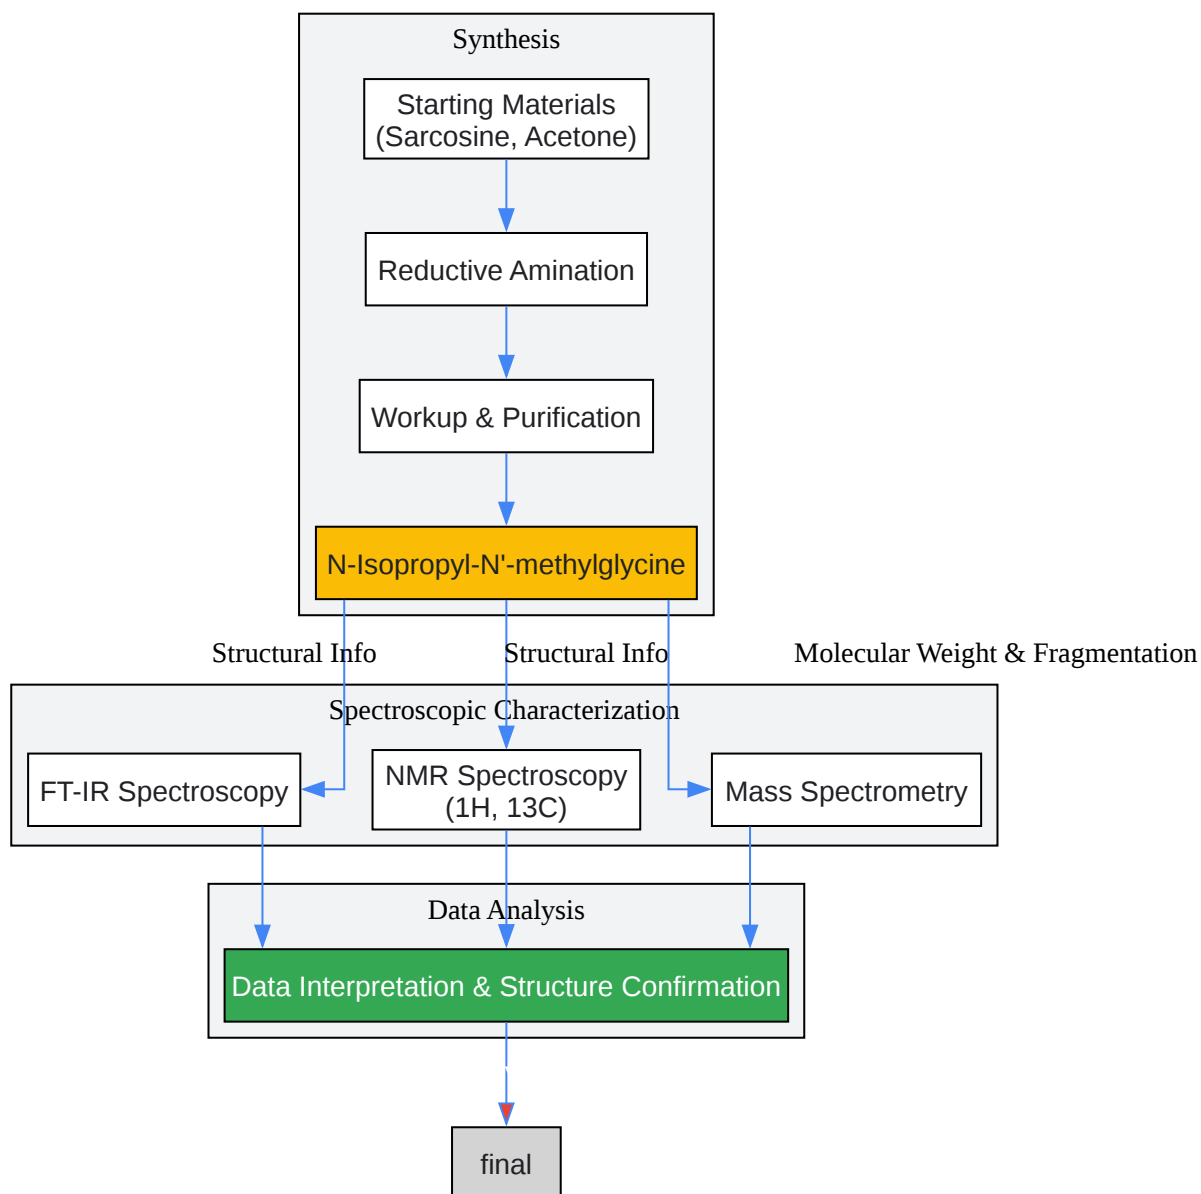 Synthesis
Starting Materials
(Sarcosine, Acetone)
Reductive Amination
Workup & Purification
N-Isopropyl-N'-methylglycine
Structural Info
Structural Info
Molecular Weight & Fragmentation
Spectroscopic Characterization
FT-IR Spectroscopy
NMR Spectroscopy
(1H, 13C)
Mass Spectrometry
Data Analysis
Data Interpretation & Structure Confirmation
final